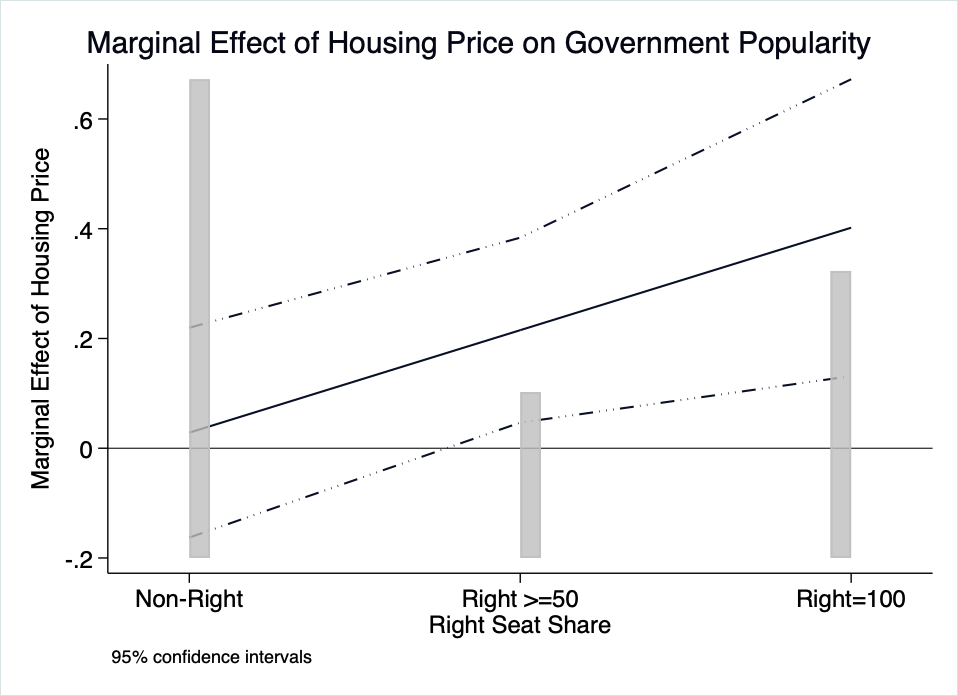 Marginal Effect of Housing Price on Government Popularity
Marginal Effect of Housing Price
.6
.4
.2
0
-.2
Non-Right
Right >=50
Right=100
Right Seat Share
95% confidence intervals